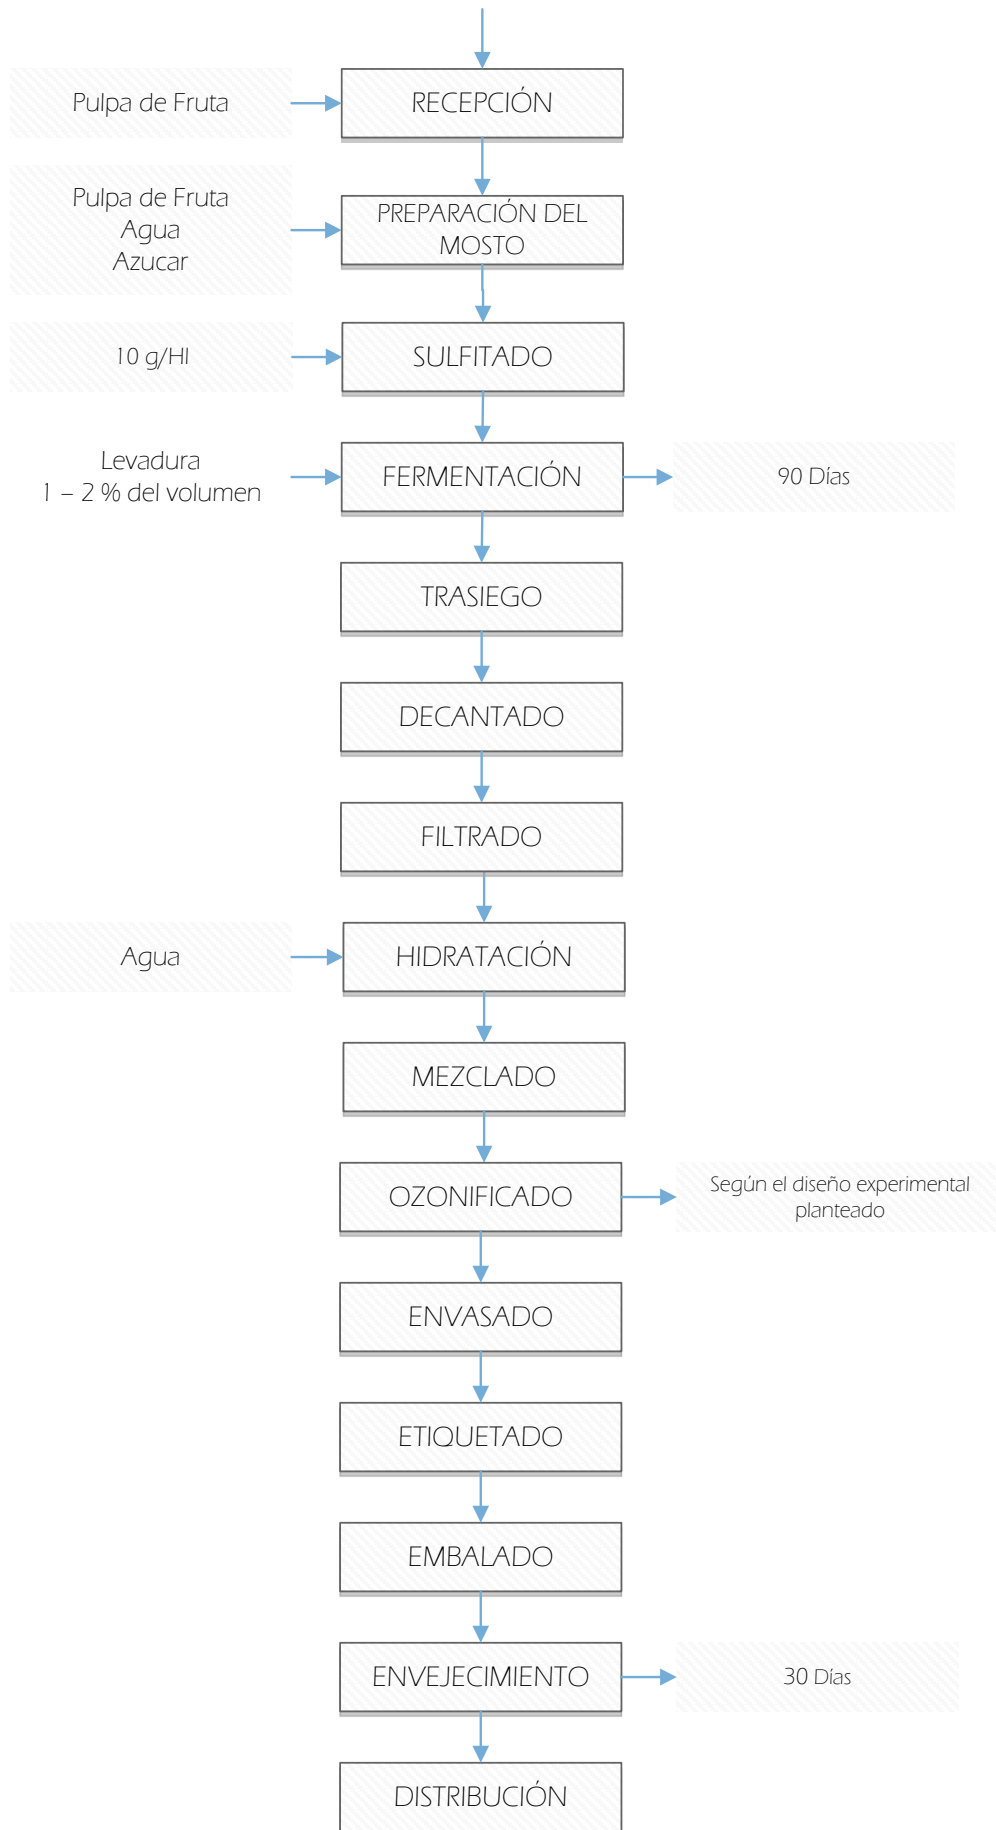 Pulpa de Fruta
RECEPCIÓN
Pulpa de Fruta
Agua
Azucar
PREPARACIÓN DEL
MOSTO
10 g/Hl
SULFITADO
Levadura
1 – 2 % del volumen
FERMENTACIÓN
90 Días
TRASIEGO
DECANTADO
FILTRADO
Agua
HIDRATACIÓN
MEZCLADO
OZONIFICADO
Según el diseño experimental
planteado
ENVASADO
ETIQUETADO
EMBALADO
ENVEJECIMIENTO
30 Días
DISTRIBUCIÓN